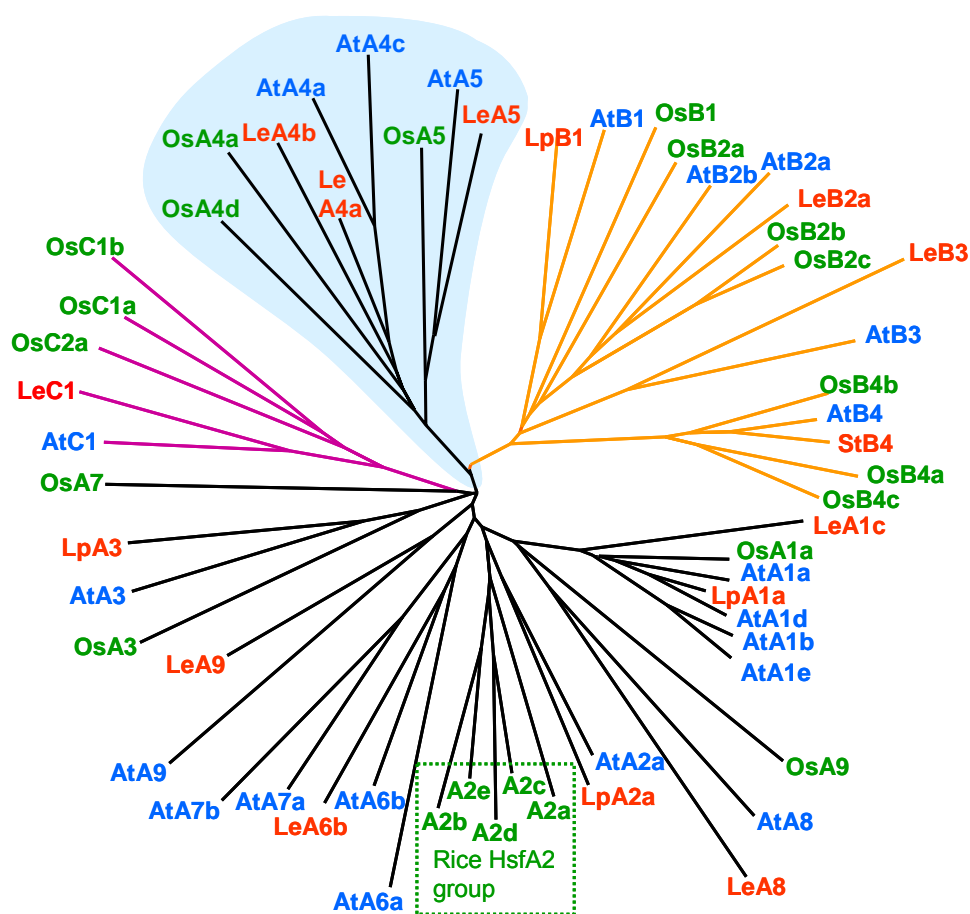 AtA4c
AtA4a
AtA5
LeA5
OsA4a
LeA4b
OsA5
Le
A4a
OsA4d
LpB1
AtB1
OsB1
OsB2a
AtB2b
AtB2a
LeB2a
OsB2b
OsB2c
LeB3
AtB3
OsB4b
AtB4
StB4
OsB4a
OsB4c
OsC1b
OsC1a
OsC2a
LeC1
AtC1
OsA7
LpA3
AtA3
OsA3
LeA9
AtA9
AtA7b
AtA7a
LeA6b
AtA6b
AtA6a
A2b
A2e
A2d
A2c
A2a
Rice HsfA2
group
AtA2a
LpA2a
LeA8
AtA8
OsA9
LeA1c
OsA1a
AtA1a
LpA1a
AtA1d
AtA1b
AtA1e